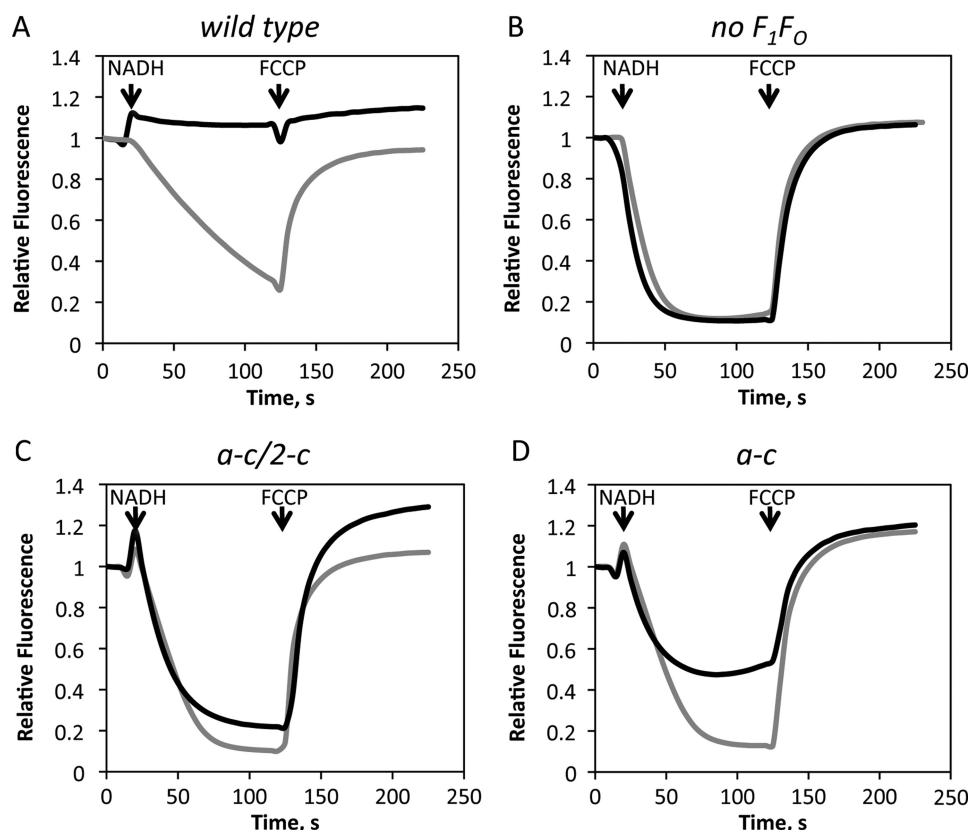 A
wild type
1.4
1.2
1
0.8
0.6
0.4
0.2
0
NADH
FCCP
Relative Fluorescence
0
50
100
150
200
250
Time, s
B
no F₁F₀
1.4
1.2
1
0.8
0.6
0.4
0.2
0
NADH
FCCP
Relative Fluorescence
0
50
100
150
200
250
Time, s
C
a-c/2-c
1.4
1.2
1
0.8
0.6
0.4
0.2
0
NADH
FCCP
Relative Fluorescence
0
50
100
150
200
250
Time, s
D
a-c
1.4
1.2
1
0.8
0.6
0.4
0.2
0
NADH
FCCP
Relative Fluorescence
0
50
100
150
200
250
Time, s